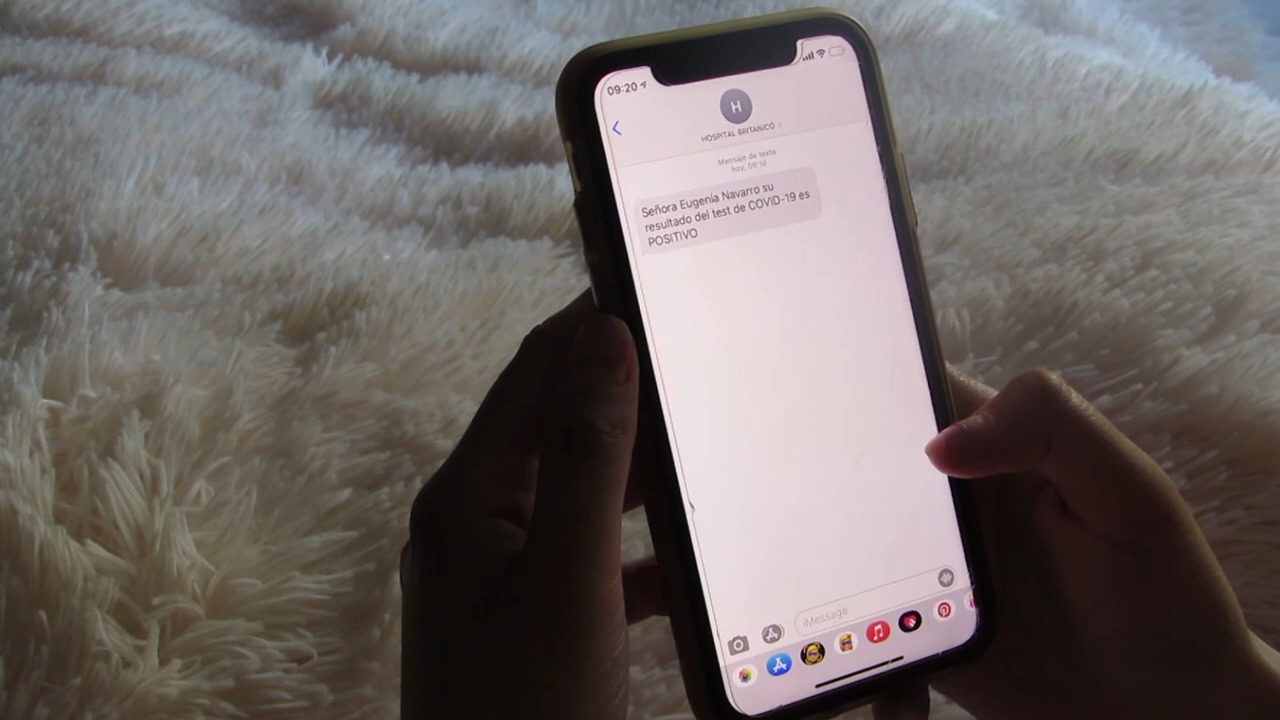 09:20
H
HOSPITAL BRITANICO
Mensaje de texto
hoy, 09:18
Señora Eugenia Navarro su
resultado del test de COVID-19 es
POSITIVO
iMessage